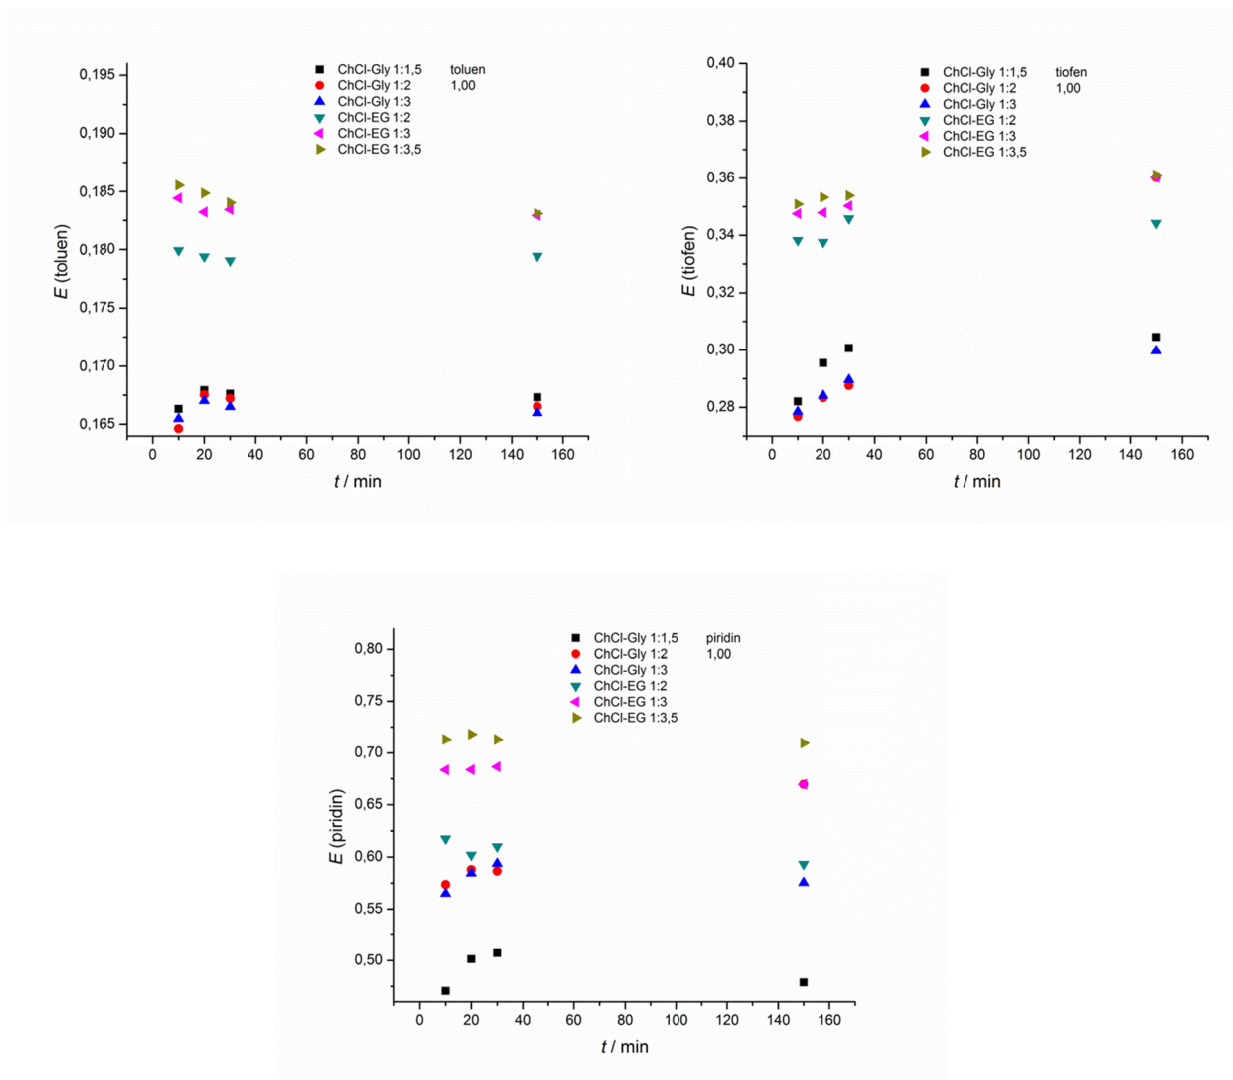 ChCl-Gly 1:1,5 toluen
ChCl-Gly 1:2 1,00
ChCl-Gly 1:3
ChCl-EG 1:2
ChCl-EG 1:3
ChCl-EG 1:3,5
0,195
0,190
0,185
0,180
0,175
0,170
0,165
E (toluen)
0 20 40 60 80 100 120 140 160
t / min
ChCl-Gly 1:1,5 tiofen
ChCl-Gly 1:2 1,00
ChCl-Gly 1:3
ChCl-EG 1:2
ChCl-EG 1:3
ChCl-EG 1:3,5
0,40
0,38
0,36
0,34
0,32
0,30
0,28
E (tiofen)
0 20 40 60 80 100 120 140 160
t / min
ChCl-Gly 1:1,5 piridin
ChCl-Gly 1:2 1,00
ChCl-Gly 1:3
ChCl-EG 1:2
ChCl-EG 1:3
ChCl-EG 1:3,5
0,80
0,75
0,70
0,65
0,60
0,55
0,50
E (piridin)
0 20 40 60 80 100 120 140 160
t / min